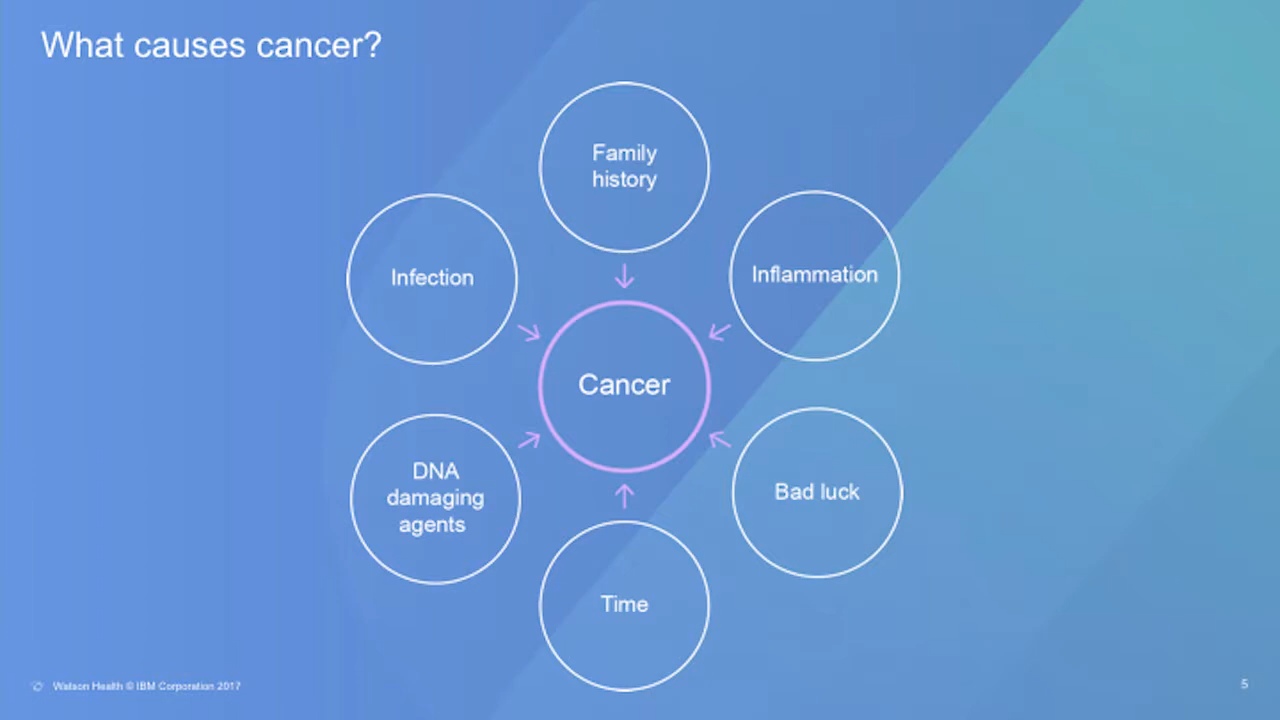 What causes cancer?
Family
history
Infection
Inflammation
Cancer
DNA
damaging
agents
Bad luck
Time
Watson Health © IBM Corporation 2017
5